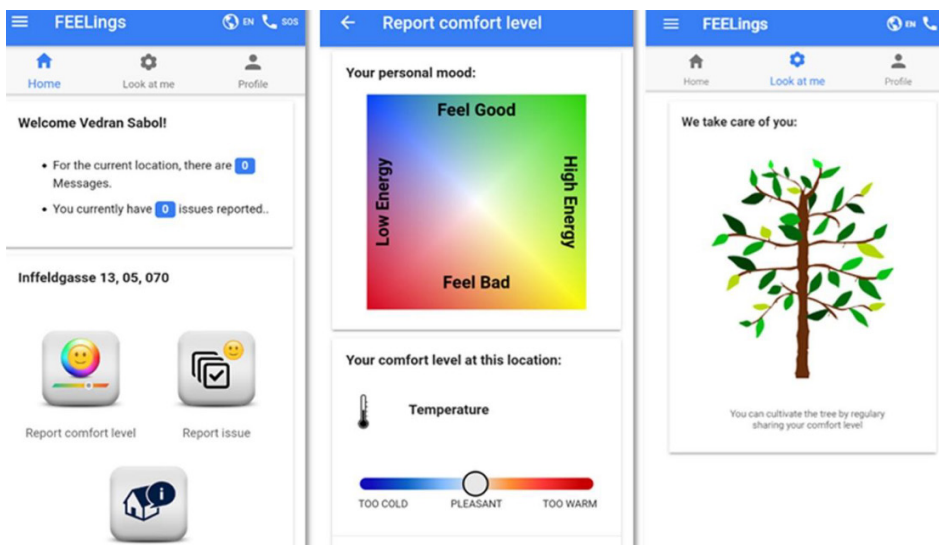 FEELings
EN SOS
Home
Look at me
Profile
Welcome Vedran Sabol!
• For the current location, there are 0
Messages.
• You currently have 0 issues reported..
Inffeldgasse 13, 05, 070
Report comfort level
Report issue
i
Report comfort level
Your personal mood:
Feel Good
Low Energy
High Energy
Feel Bad
Your comfort level at this location:
Temperature
TOO COLD
PLEASANT
TOO WARM
FEELings
EN
Home
Look at me
Profile
We take care of you:
You can cultivate the tree by regulary
sharing your comfort level